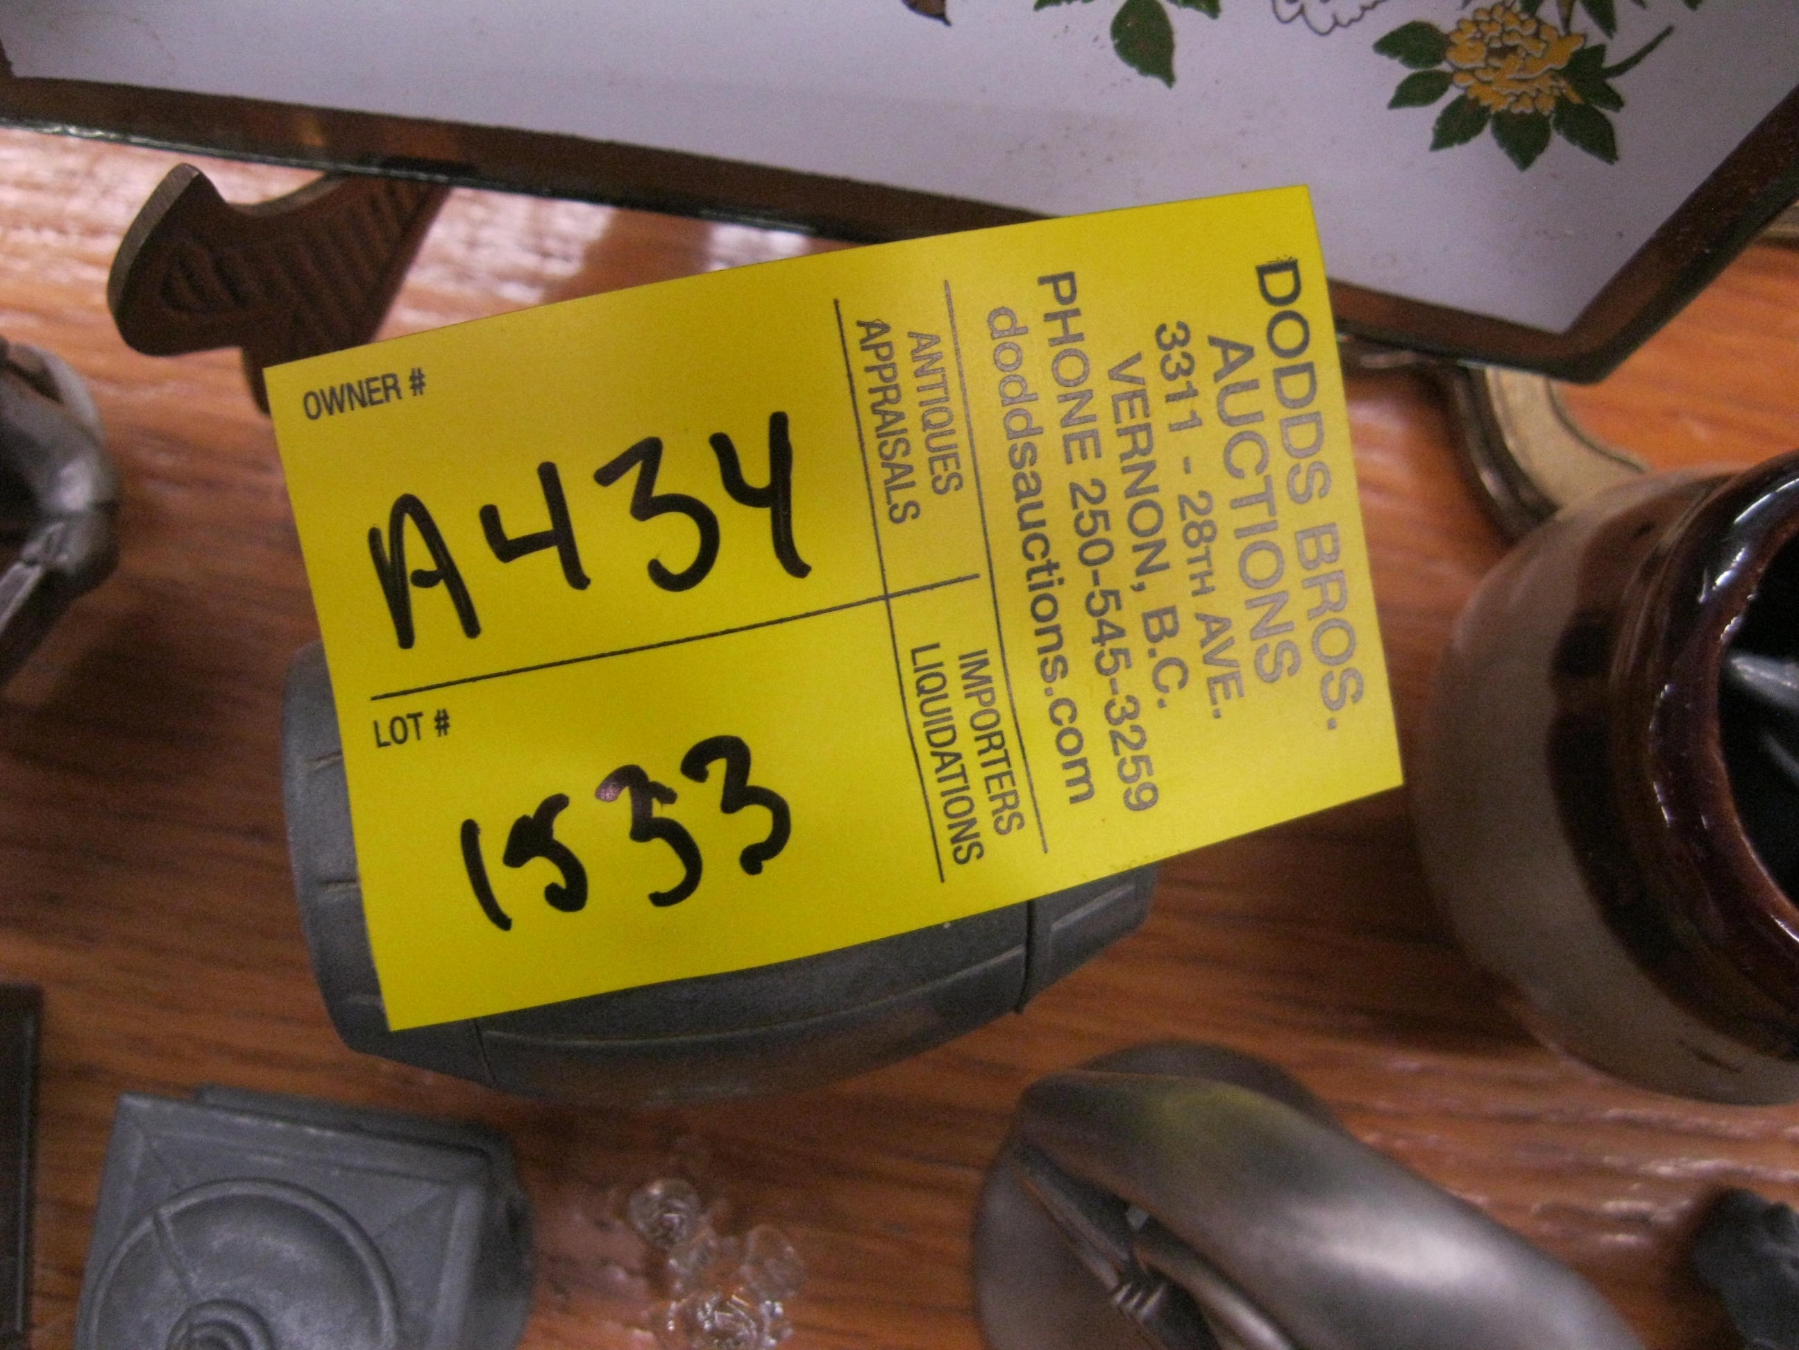 DODDS BROS.
AUCTIONS
3311 - 28TH AVE.
VERNON, B.C.
PHONE 250-545-3259
doddsauctions.com
ANTIQUES
APPRAISALS
IMPORTERS
LIQUIDATIONS
OWNER #
A434
LOT #
1533